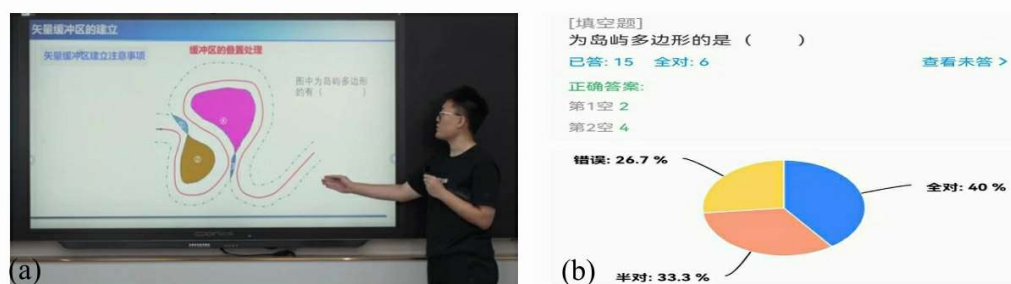 矢量缓冲区的建立
矢量缓冲区建立注意事项
缓冲区的叠置处理
图中为岛屿多边形
的有（ ）
(a)
[填空题]
为岛屿多边形的是（ ）
已答: 15 全对: 6 查看未答 >
正确答案:
第1空 2
第2空 4
错误: 26.7 %
全对: 40 %
半对: 33.3 %
(b)